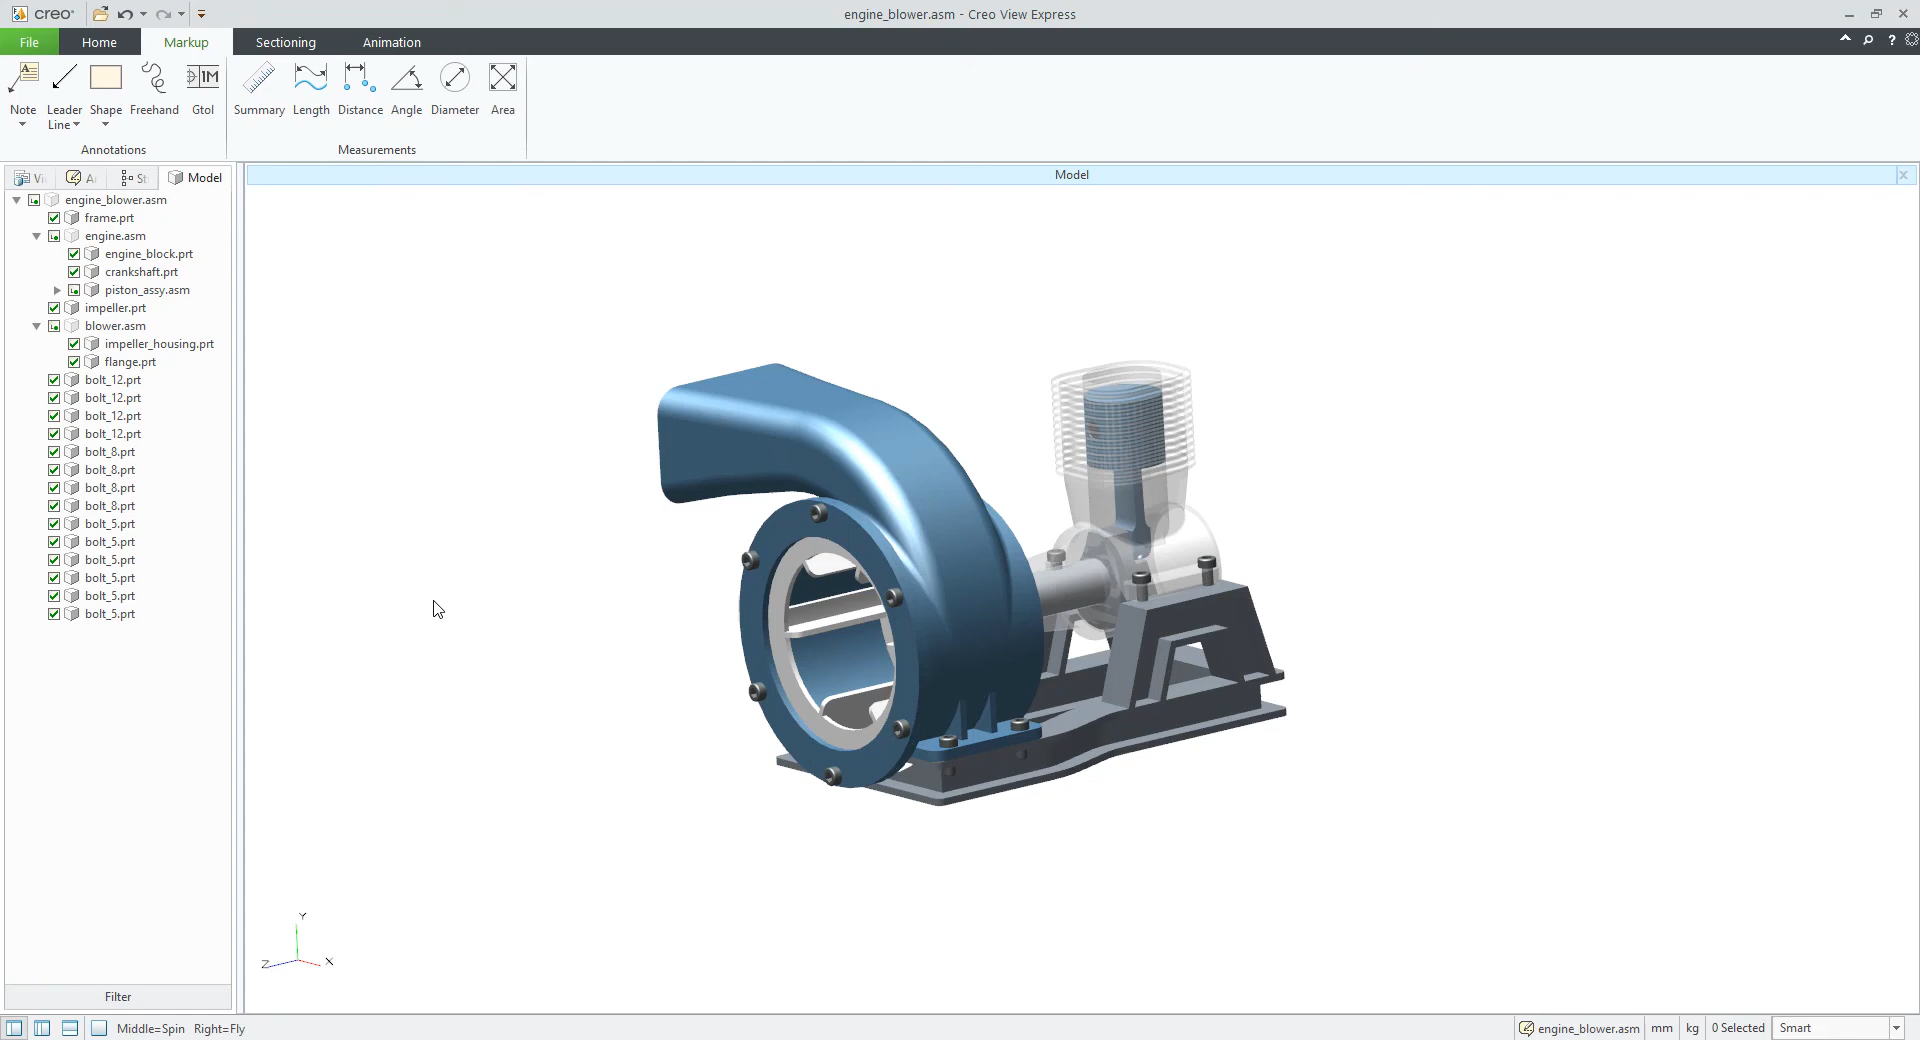 creo
engine_blower.asm - Creo View Express
File Home Markup Sectioning Animation
Note Leader Line Shape Freehand Gtol
Summary Length Distance Angle Diameter Area
Annotations Measurements
Vi A St Model
Model
engine_blower.asm
frame.prt
engine.asm
engine_block.prt
crankshaft.prt
piston_assy.asm
impeller.prt
blower.asm
impeller_housing.prt
flange.prt
bolt_12.prt
bolt_12.prt
bolt_12.prt
bolt_12.prt
bolt_8.prt
bolt_8.prt
bolt_8.prt
bolt_8.prt
bolt_5.prt
bolt_5.prt
bolt_5.prt
bolt_5.prt
bolt_5.prt
bolt_5.prt
Y
Z X
Filter
Middle=Spin Right=Fly
engine_blower.asm mm kg 0 Selected Smart